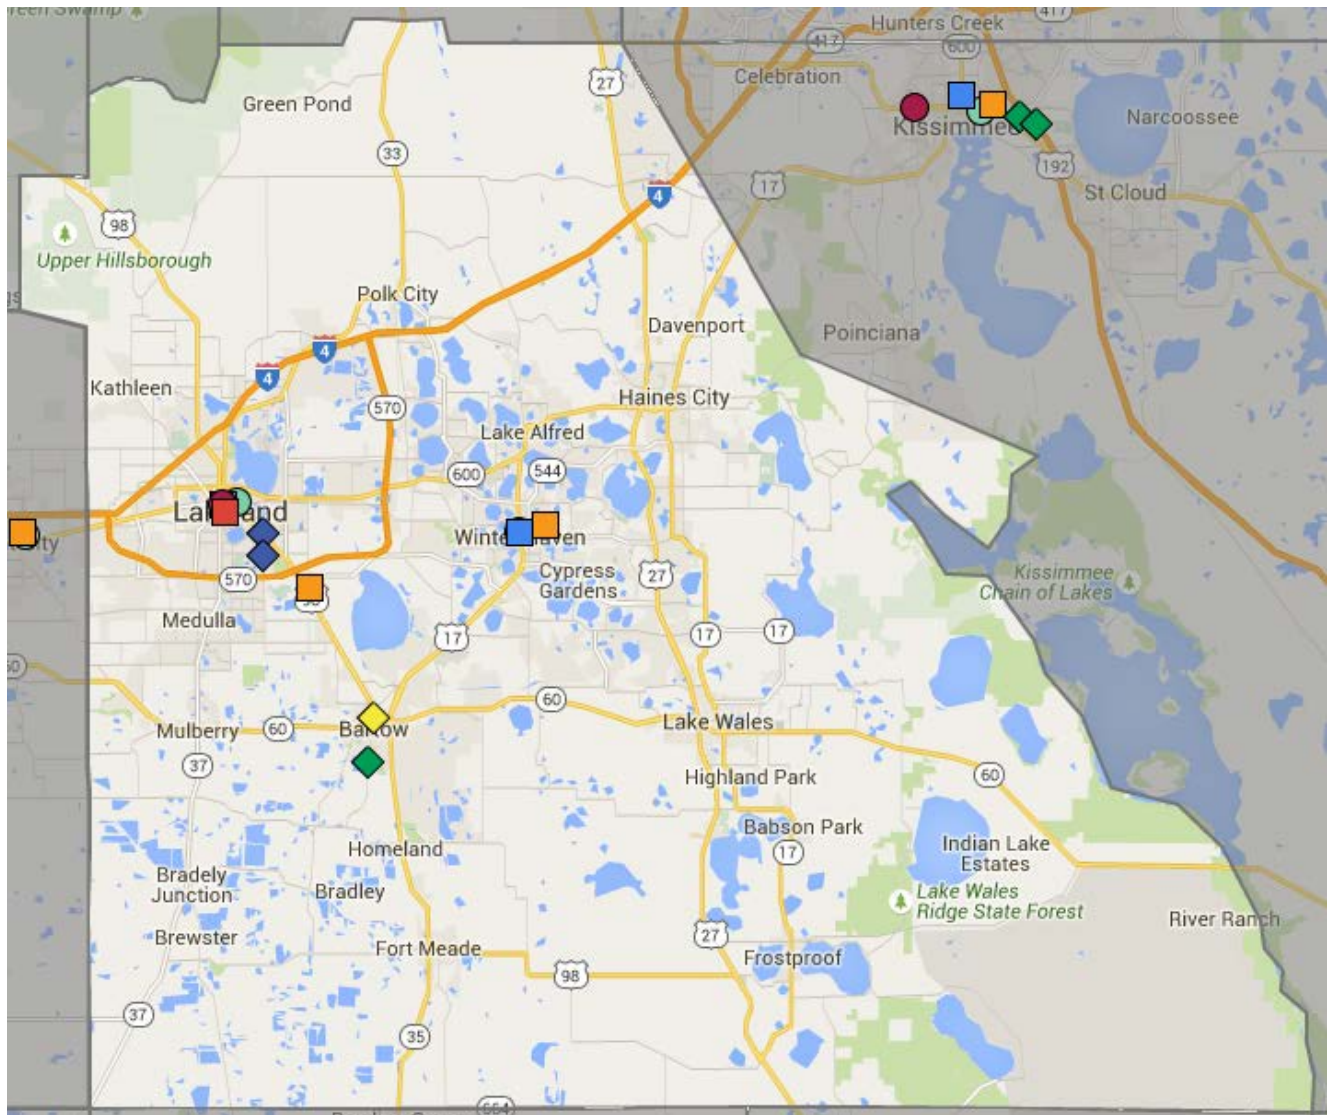 417
Hunters Creek
417
600
27
Celebration
Green Pond
Narcoossee
Kissimmee
33
192
17
4
St Cloud
98
Upper Hillsborough
Polk City
Davenport
Poinciana
4
4
Kathleen
Haines City
570
Lake Alfred
600
544
Lakeland
Winter Haven
Cypress
Gardens
27
Kissimmee
Chain of Lakes
570
98
Medulla
17
17
17
60
Lake Wales
Mulberry
60
Bartow
37
Highland Park
60
Babson Park
Homeland
17
Indian Lake
Estates
Bradely
Junction
Bradley
Lake Wales
Ridge State Forest
River Ranch
Brewster
27
Fort Meade
Frostproof
98
37
35
664